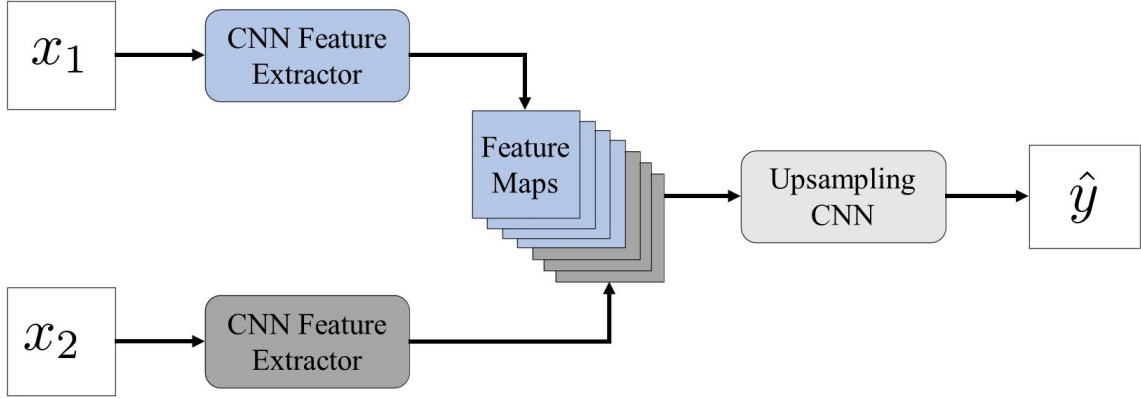 x₁
CNN Feature
Extractor
Feature
Maps
Upsampling
CNN
ŷ
x₂
CNN Feature
Extractor